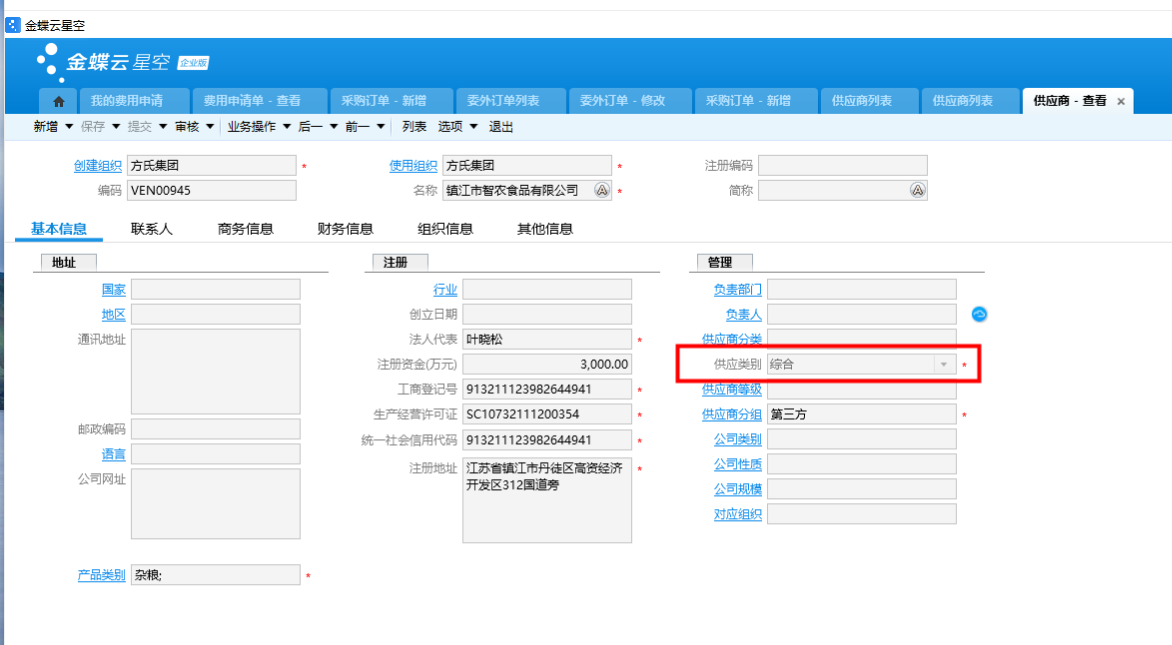 金蝶云星空
金蝶云 星空 企业版
我的费用申请 费用申请单 - 查看 采购订单 - 新增 委外订单列表 委外订单 - 修改 采购订单 - 新增 供应商列表 供应商列表 供应商 - 查看 ×
新增 保存 提交 审核 业务操作 后一 前一 列表 选项 退出
创建组织 方氏集团 * 使用组织 方氏集团 * 注册编码
编码 VEN00945 名称 镇江市智农食品有限公司 A * 简称 A
基本信息 联系人 商务信息 财务信息 组织信息 其他信息
地址 注册 管理
国家 行业 负责部门
地区 创立日期 负责人
通讯地址 法人代表 叶晓松 * 供应商分类
注册资金(万元) 3,000.00 供应类别 综合 *
工商登记号 913211123982644941 * 供应商等级
生产经营许可证 SC10732111200354 * 供应商分组 第三方 *
邮政编码 统一社会信用代码 913211123982644941 * 公司类别
语言 注册地址 江苏省镇江市丹徒区高资经济 * 公司性质
开发区312国道旁
公司网址 公司规模
对应组织
产品类别 杂粮; *